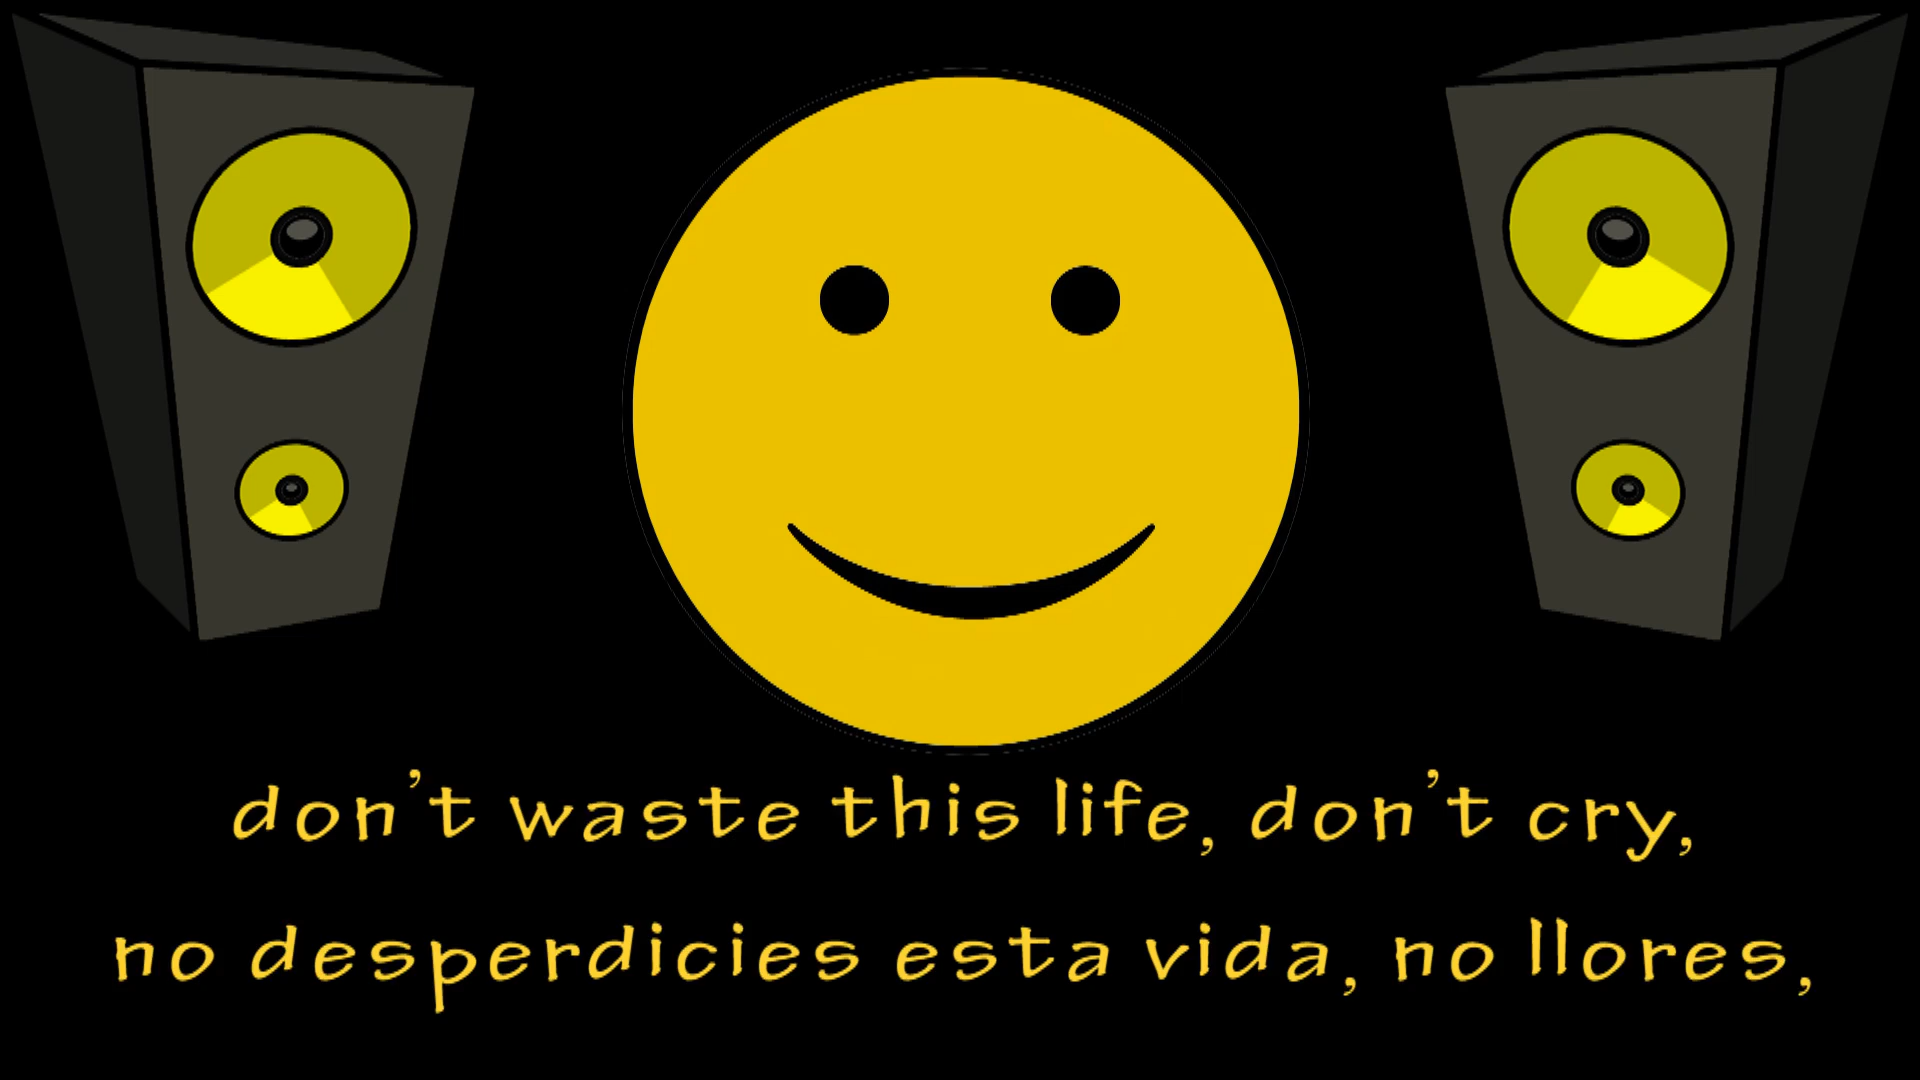 don't waste this life, don't cry,
no desperdicies esta vida, no llores,